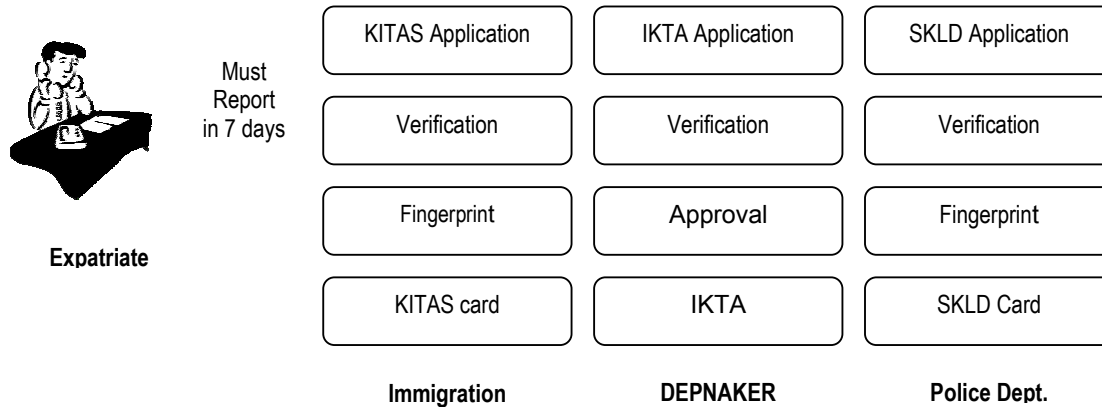 KITAS Application
IKTA Application
SKLD Application
Must
Report
in 7 days
Verification
Verification
Verification
Fingerprint
Approval
Fingerprint
Expatriate
KITAS card
IKTA
SKLD Card
Immigration
DEPNAKER
Police Dept.